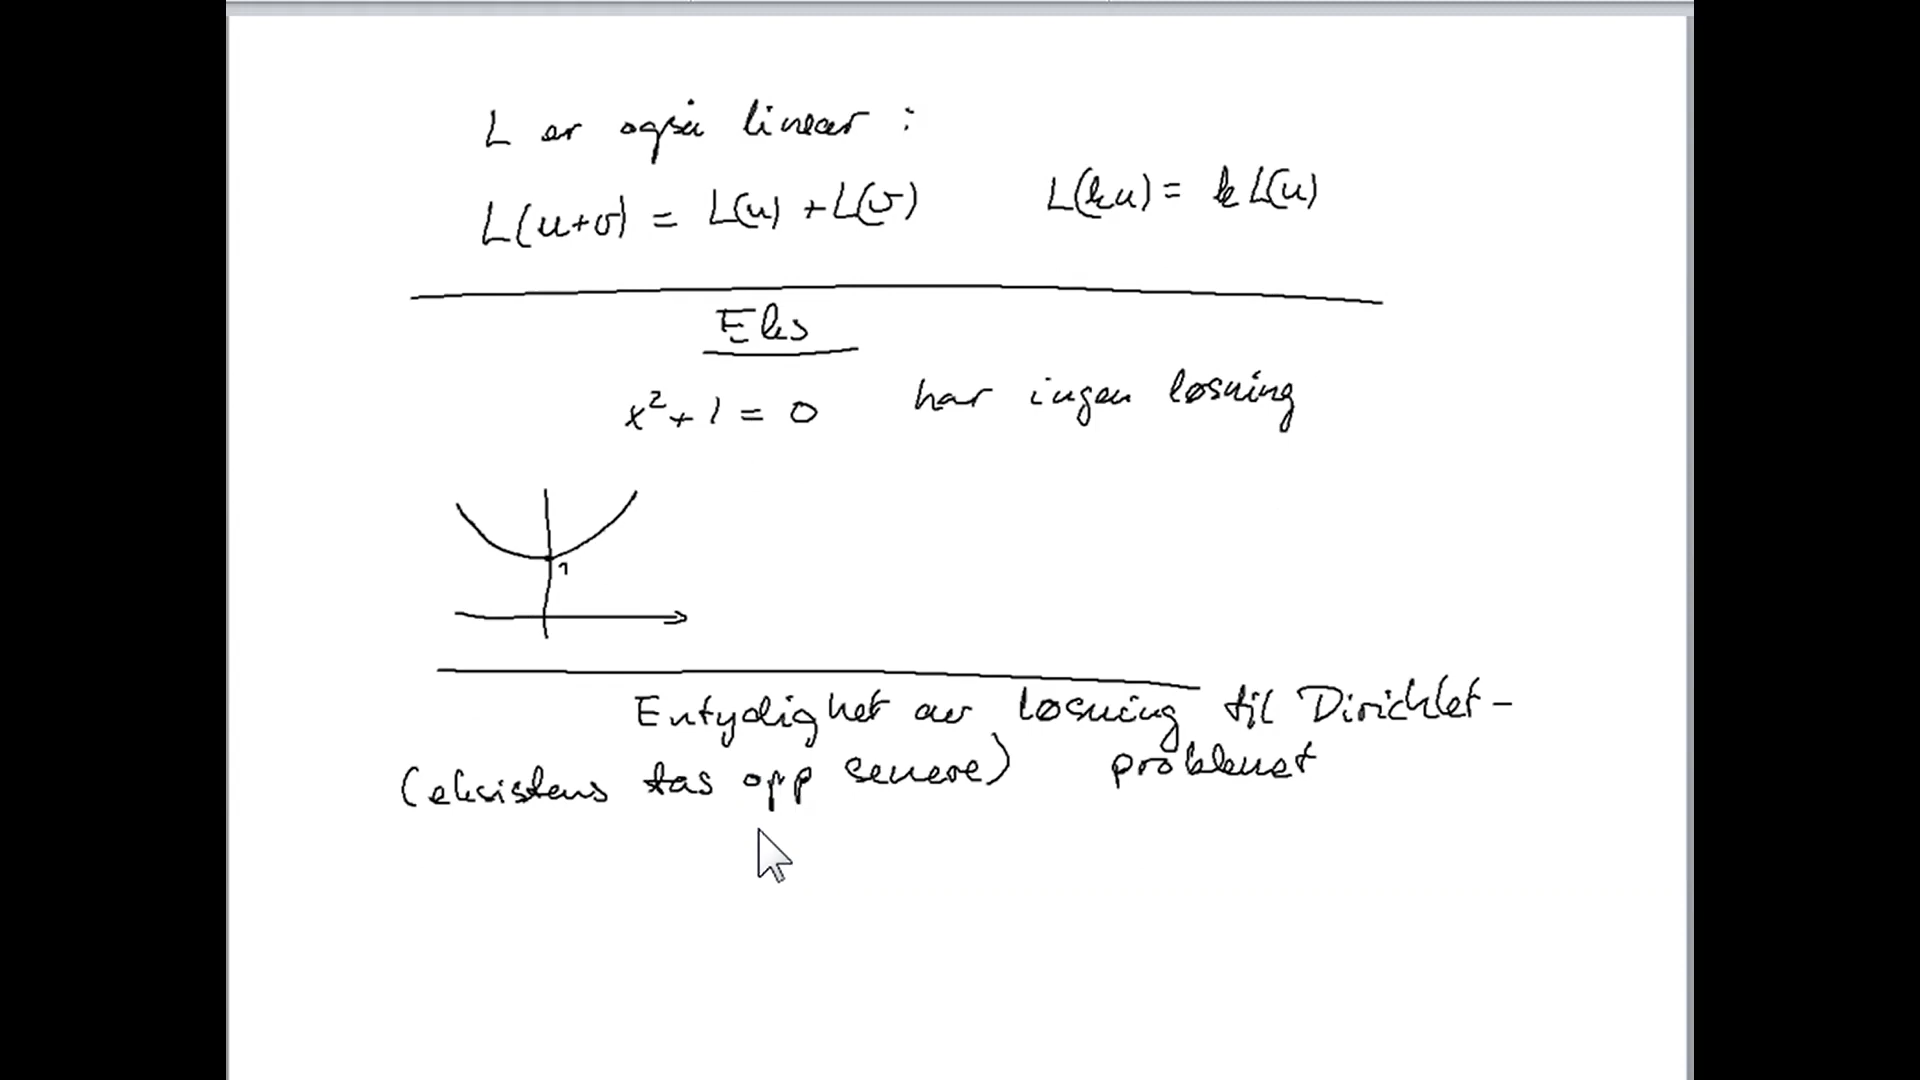 L er også lineær :
L(u+v) = L(u) + L(v)    L(ku) = k L(u)
Eks
x²+1 = 0 har ingen løsning
1
Entydighet av løsning til Dirichlet-
(eksistens tas opp senere) problemet